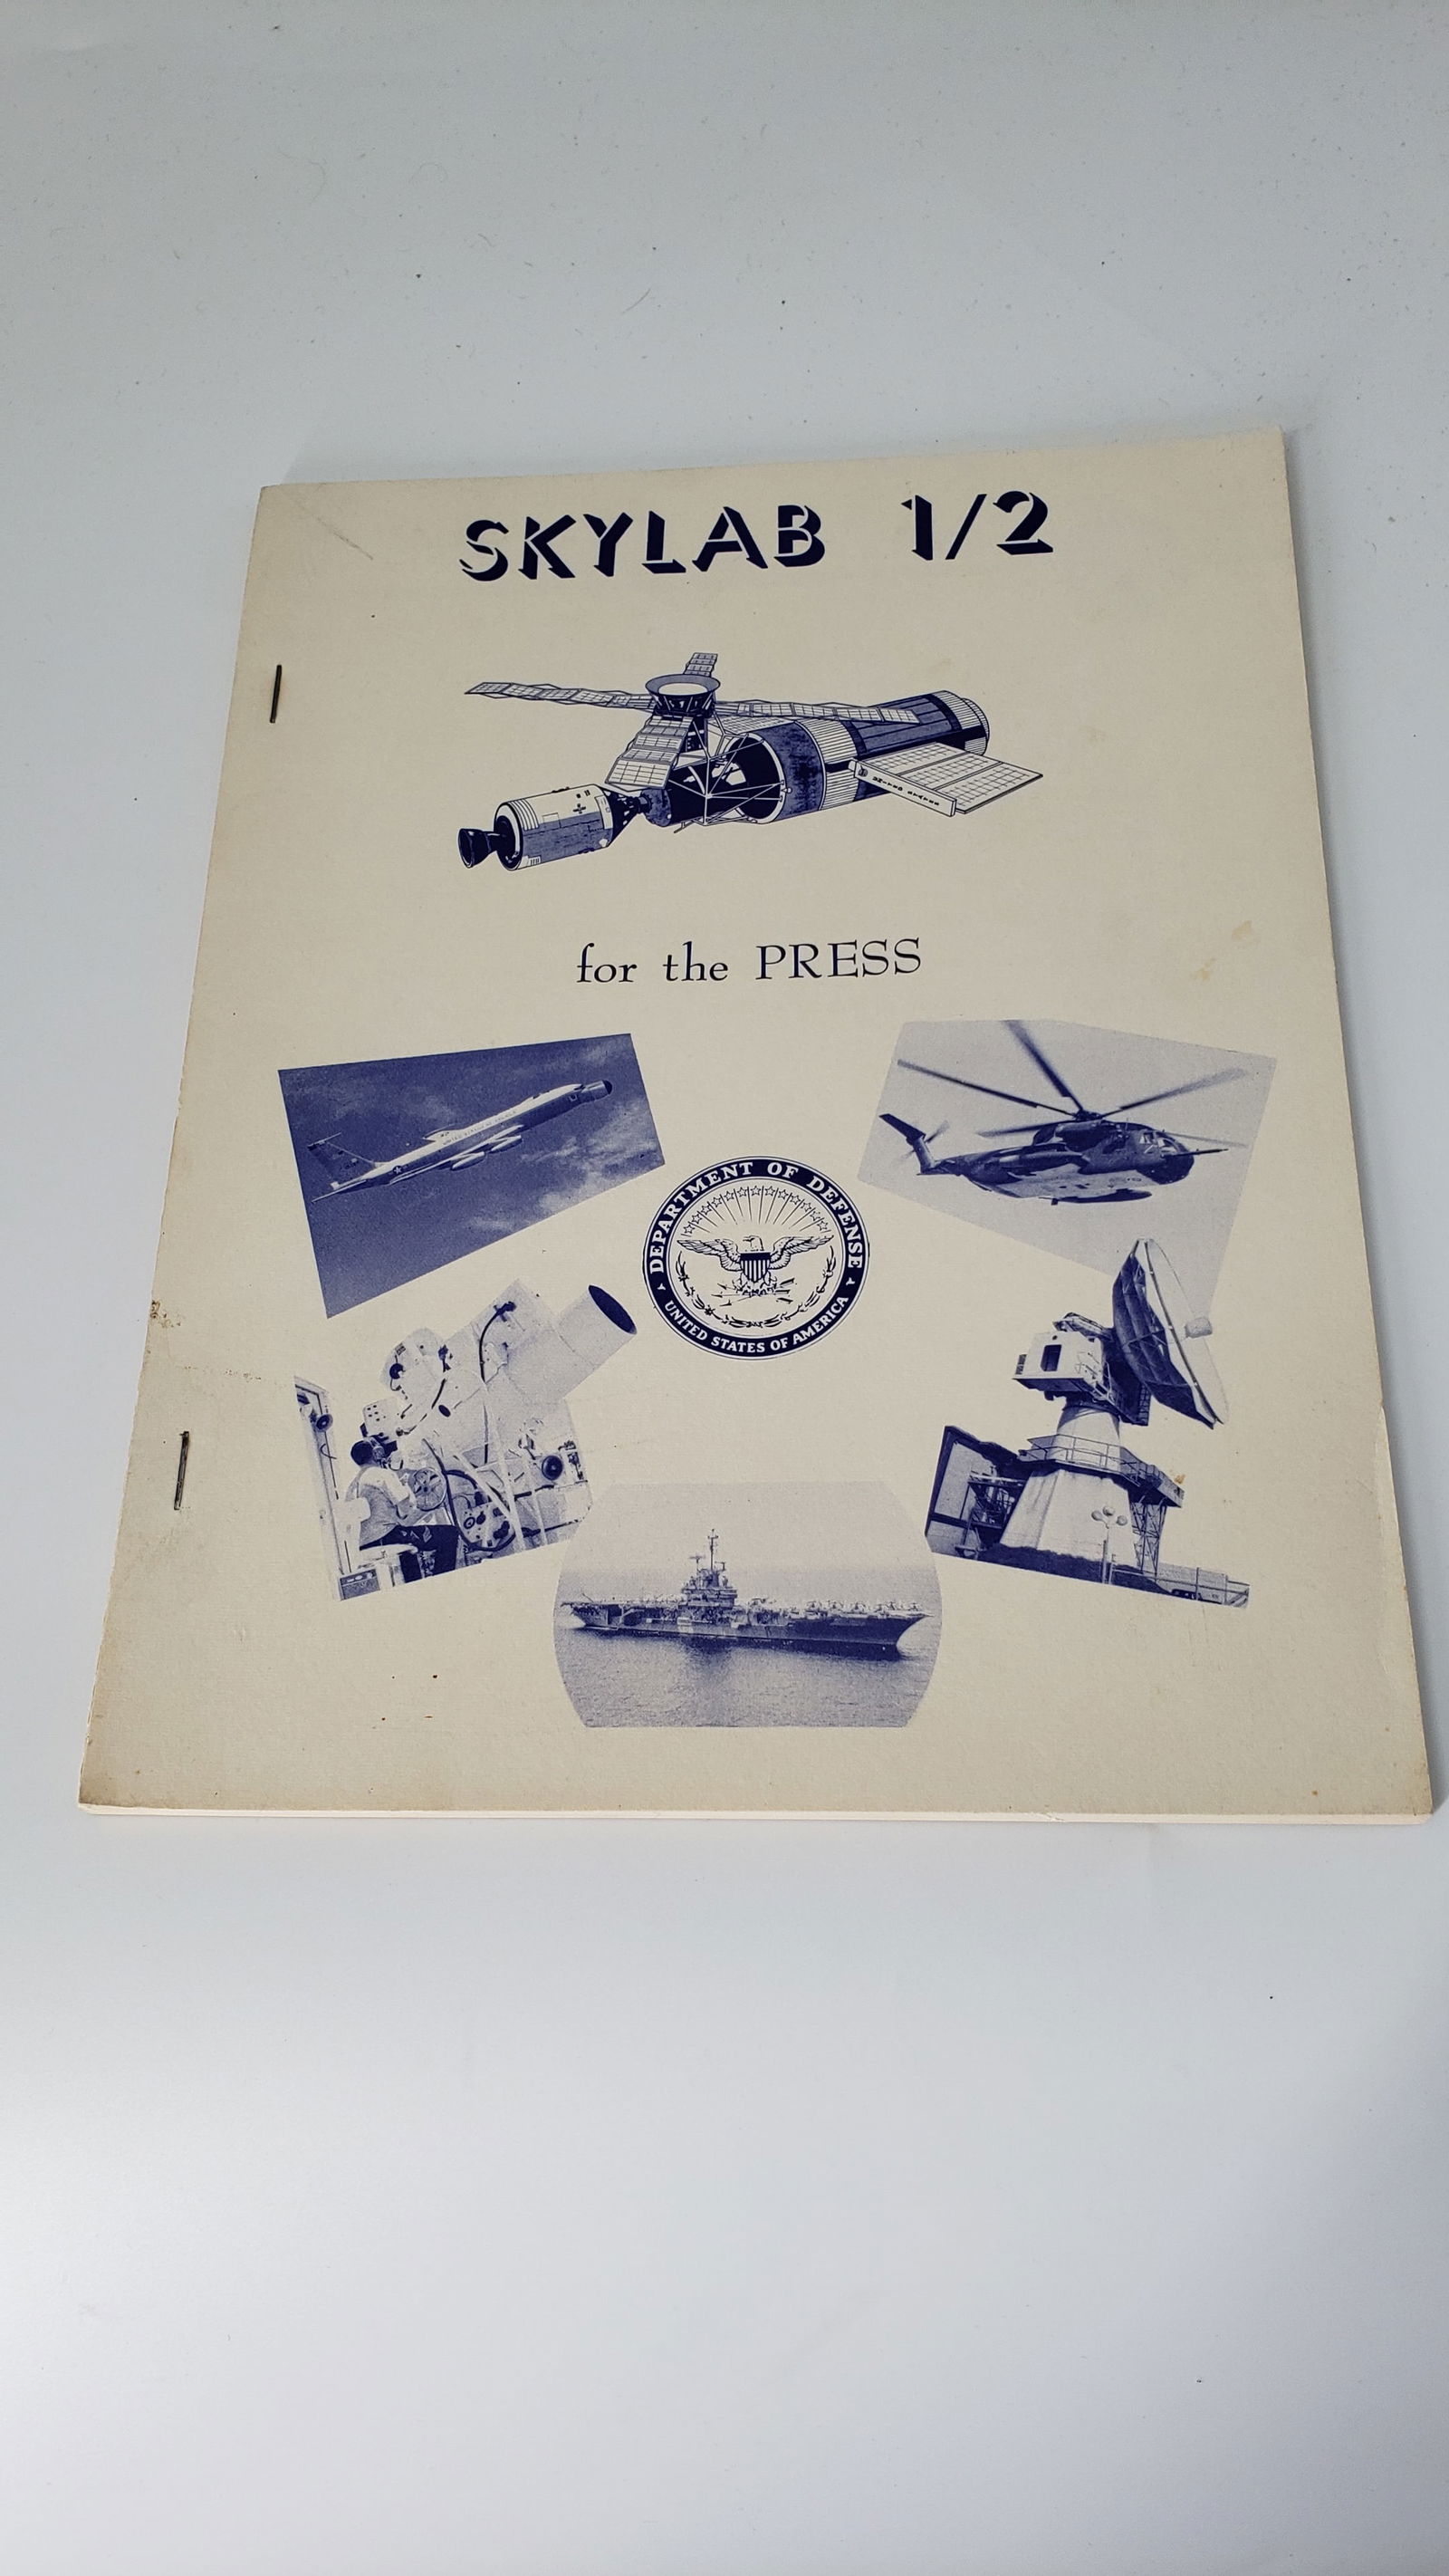 SKYLAB 1/2
for the PRESS
DEPARTMENT OF DEFENSE
UNITED STATES OF AMERICA